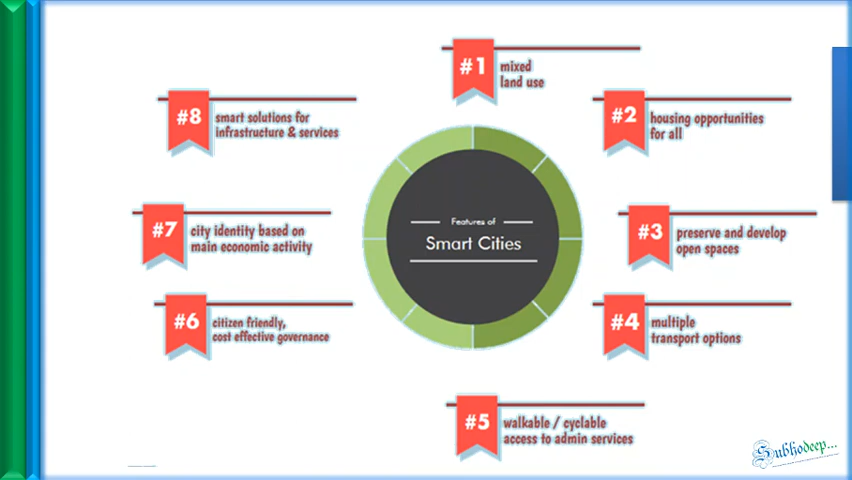 #1
mixed
land use
#2
housing opportunities
for all
#3
preserve and develop
open spaces
#4
multiple
transport options
#5
walkable / cyclable
access to admin services
#6
citizen friendly,
cost effective governance
#7
city identity based on
main economic activity
#8
smart solutions for
infrastructure & services
Features of
Smart Cities
Subhodeep...